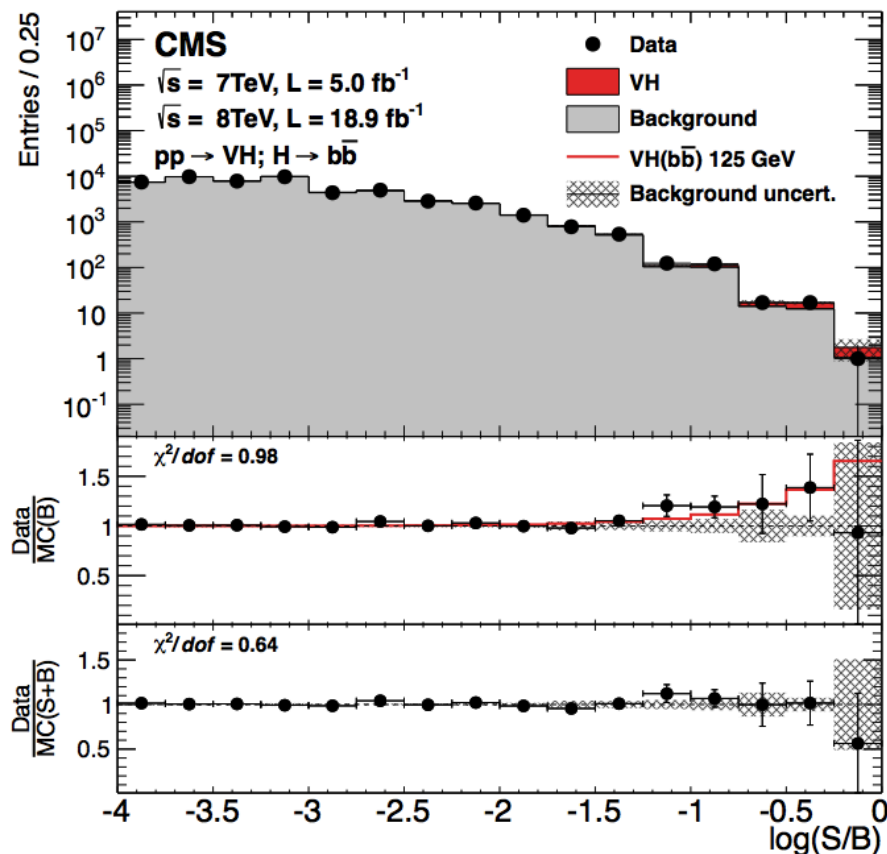 Entries / 0.25
10⁷
10⁶
10⁵
10⁴
10³
10²
10
1
10⁻¹
CMS
√s = 7TeV, L = 5.0 fb⁻¹
√s = 8TeV, L = 18.9 fb⁻¹
pp → VH; H → bb̅
Data
VH
Background
VH(bb̅) 125 GeV
Background uncert.
Data
MC(B)
1.5
1
0.5
χ²/dof = 0.98
Data
MC(S+B)
1.5
1
0.5
χ²/dof = 0.64
-4 -3.5 -3 -2.5 -2 -1.5 -1 -0.5 0
log(S/B)